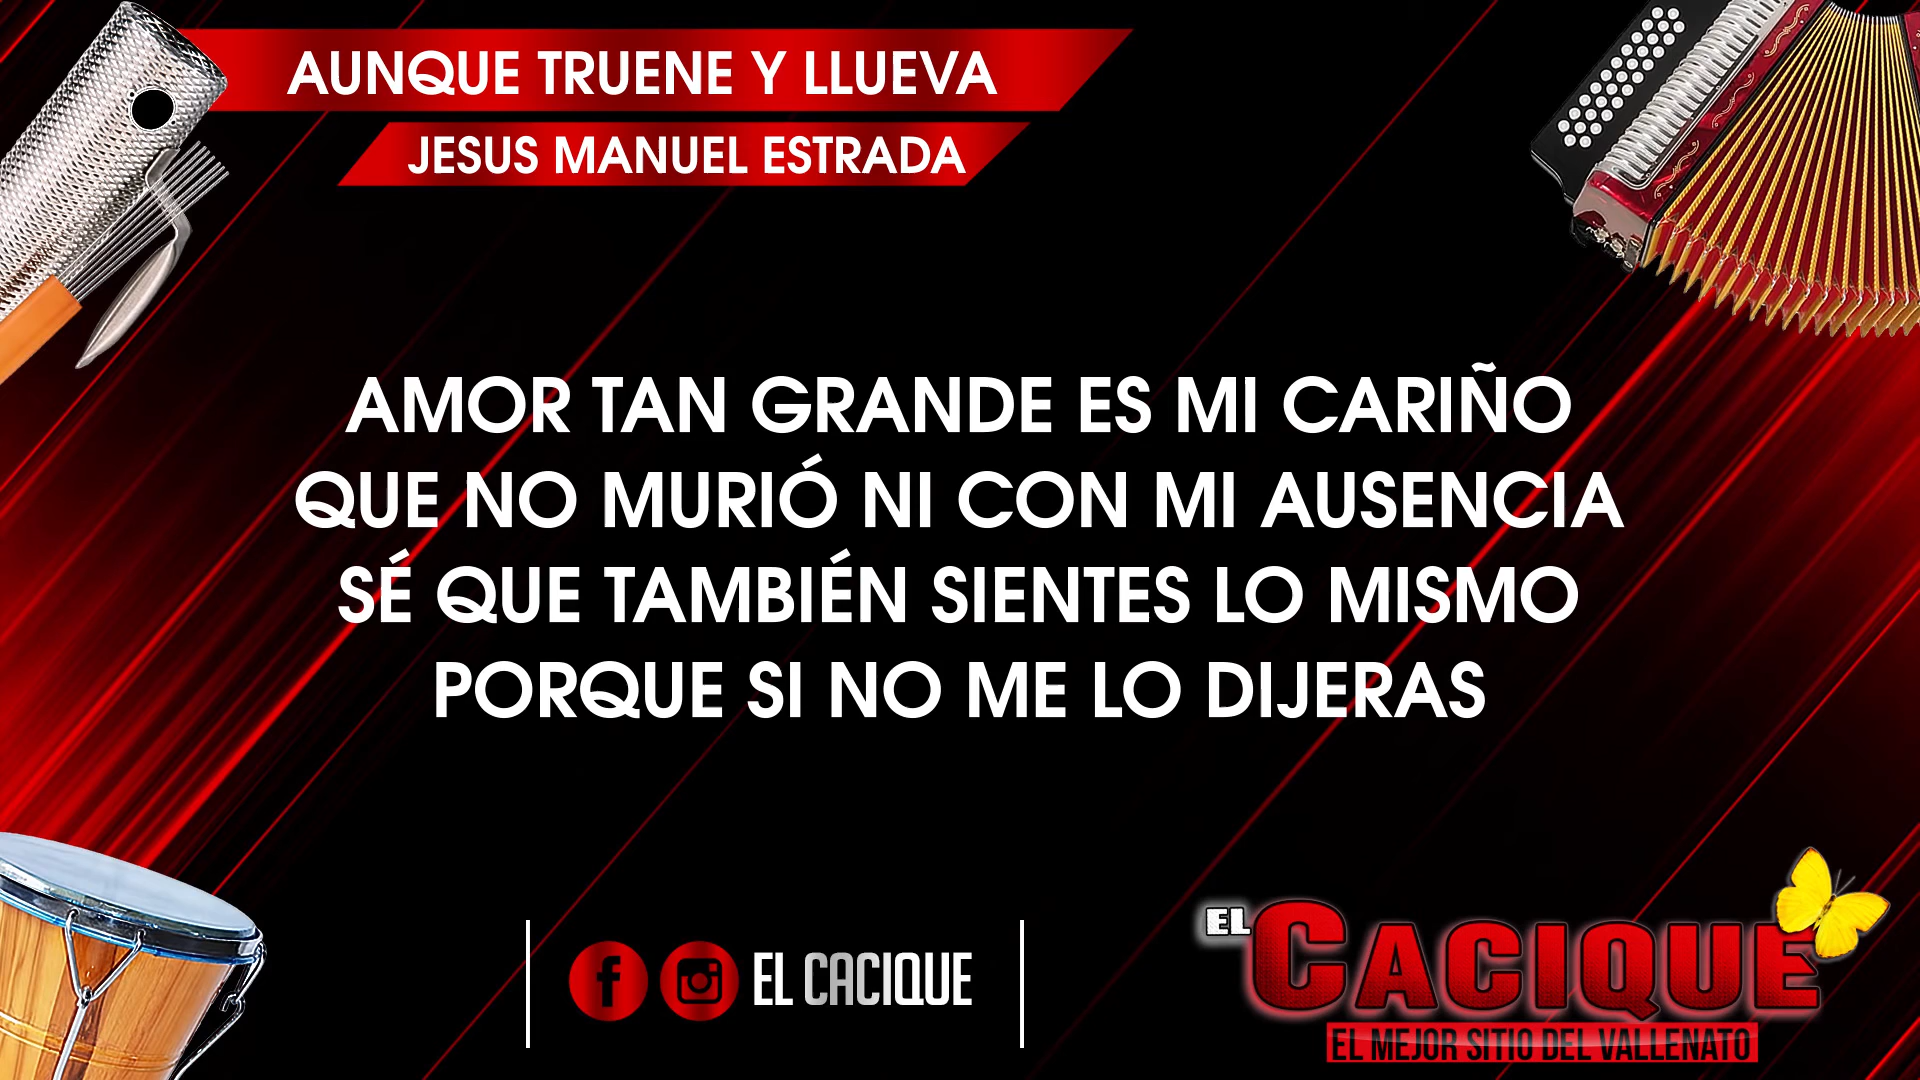 AUNQUE TRUENE Y LLUEVA
JESUS MANUEL ESTRADA
AMOR TAN GRANDE ES MI CARIÑO
QUE NO MURIÓ NI CON MI AUSENCIA
SÉ QUE TAMBIÉN SIENTES LO MISMO
PORQUE SI NO ME LO DIJERAS
EL CACIQUE
EL CACIQUE
EL MEJOR SITIO DEL VALLENATO